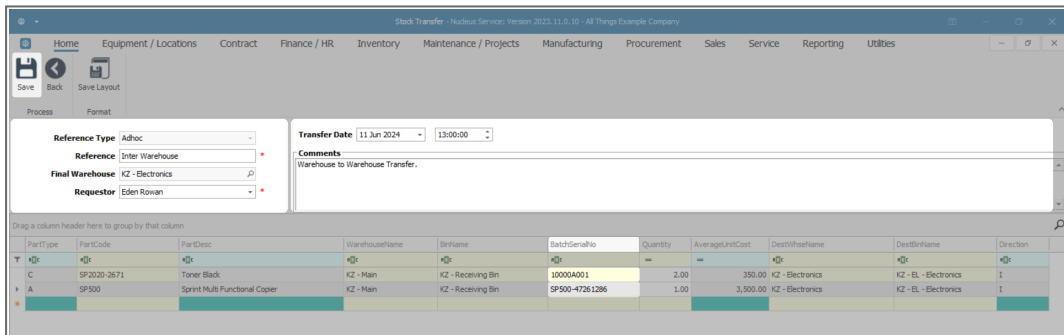 Stock Transfer - Nucleus Service: Version 2023.11.0.10 - All Things Example Company
Home Equipment / Locations Contract Finance / HR Inventory Maintenance / Projects Manufacturing Procurement Sales Service Reporting Utilities
Save Back Save Layout
Process Format
Reference Type Adhoc
Transfer Date 11 Jun 2024 13:00:00
Reference Inter Warehouse *
Comments
Warehouse to Warehouse Transfer.
Final Warehouse KZ - Electronics
Requestor Eden Rowan *
Drag a column header here to group by that column
PartType PartCode PartDesc WarehouseName BinName BatchSerialNo Quantity AverageUnitCost DestWhseName DestBinName Direction
C SP2020-2671 Toner Black KZ - Main KZ - Receiving Bin 10000A001 2.00 350.00 KZ - Electronics KZ - EL - Electronics I
A SP500 Sprint Multi Functional Copier KZ - Main KZ - Receiving Bin SP500-47261286 1.00 3,500.00 KZ - Electronics KZ - EL - Electronics I